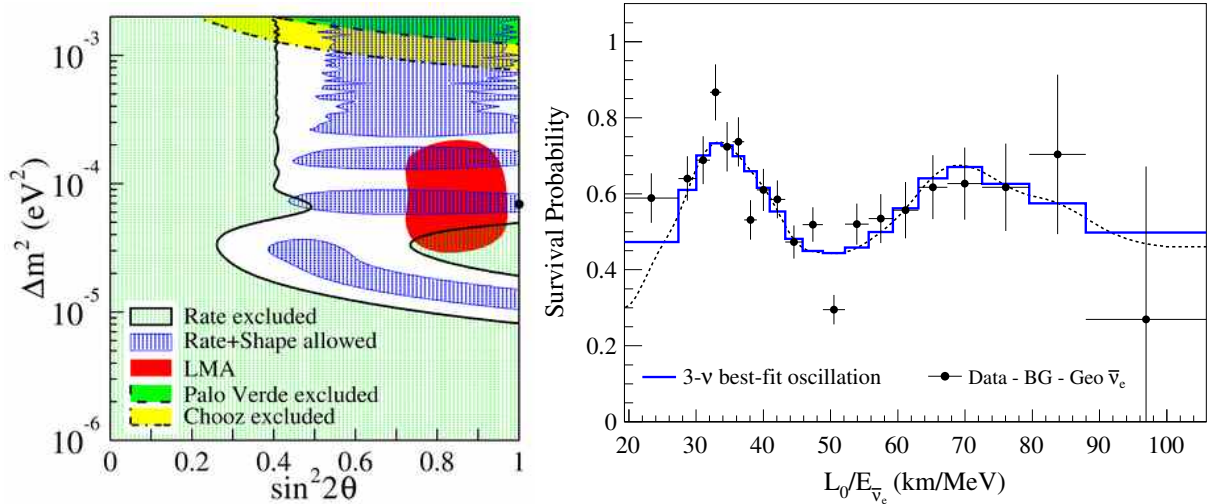 Δm² (eV²)
10⁻³
10⁻⁴
10⁻⁵
10⁻⁶
Rate excluded
Rate+Shape allowed
LMA
Palo Verde excluded
Chooz excluded
0 0.2 0.4 0.6 0.8 1
sin²2θ
Survival Probability
1
0.8
0.6
0.4
0.2
0
3-ν best-fit oscillation
Data - BG - Geo ν̅ₑ
20 30 40 50 60 70 80 90 100
L₀/E_ν̅ₑ (km/MeV)